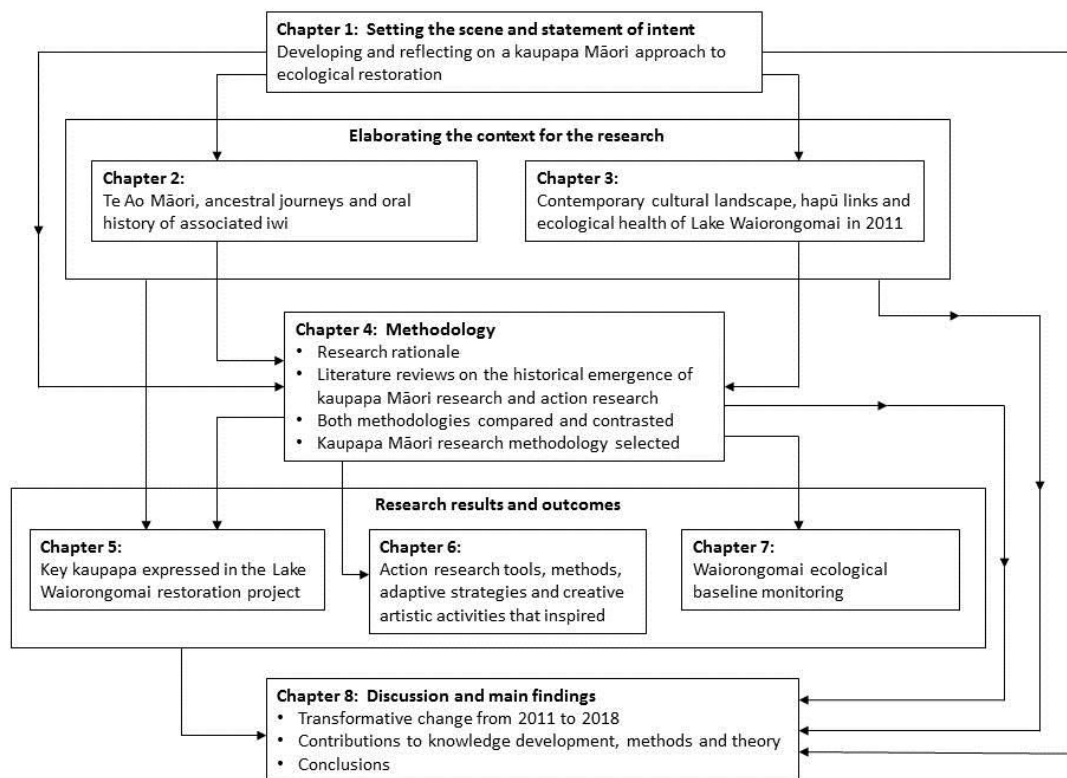 Chapter 1:  Setting the scene and statement of intent
Developing and reflecting on a kaupapa Māori approach to
ecological restoration
Elaborating the context for the research
Chapter 2:
Te Ao Māori, ancestral journeys and oral
history of associated iwi
Chapter 3:
Contemporary cultural landscape, hapū links and
ecological health of Lake Waiorongomai in 2011
Chapter 4:  Methodology
• Research rationale
• Literature reviews on the historical emergence of
kaupapa Māori research and action research
• Both methodologies compared and contrasted
• Kaupapa Māori research methodology selected
Research results and outcomes
Chapter 5:
Key kaupapa expressed in the Lake
Waiorongomai restoration project
Chapter 6:
Action research tools, methods,
adaptive strategies and creative
artistic activities that inspired
Chapter 7:
Waiorongomai ecological
baseline monitoring
Chapter 8:  Discussion and main findings
• Transformative change from 2011 to 2018
• Contributions to knowledge development, methods and theory
• Conclusions